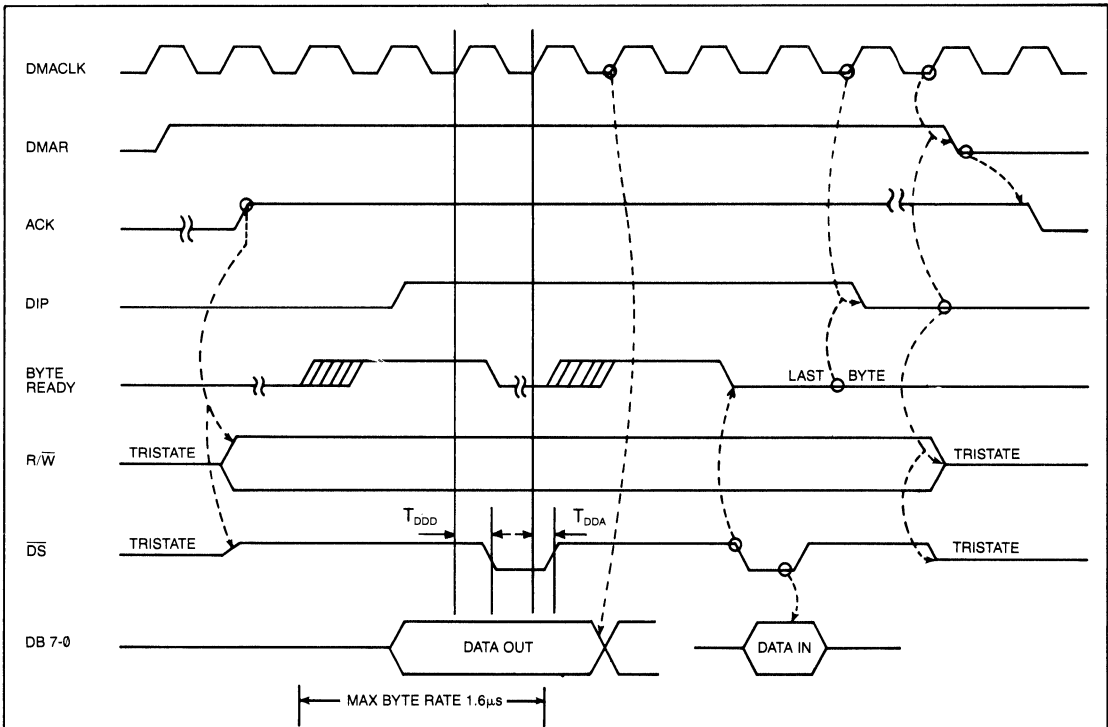 DMACLK
DMAR
ACK
DIP
BYTE
READY
LAST BYTE
R/W̅
TRISTATE
TRISTATE
T_DDD
T_DDA
D̅S̅
TRISTATE
TRISTATE
DB 7-0
DATA OUT
DATA IN
MAX BYTE RATE 1.6µs